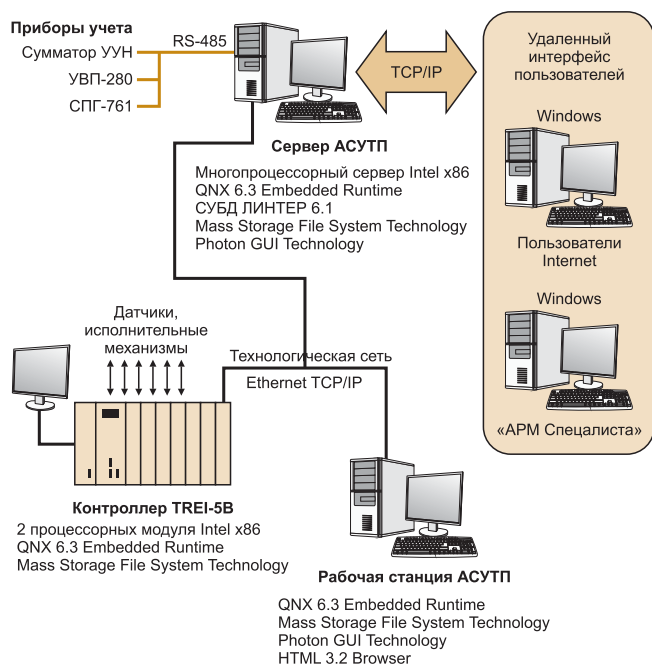 Приборы учета
Сумматор УУН
УВП-280
СПГ-761
RS-485
TCP/IP
Удаленный
интерфейс
пользователей
Windows
Пользователи
Internet
Windows
«АРМ Спецалиста»
Сервер АСУТП
Многопроцессорный сервер Intel x86
QNX 6.3 Embedded Runtime
СУБД ЛИНТЕР 6.1
Mass Storage File System Technology
Photon GUI Technology
Датчики,
исполнительные
механизмы
Технологическая сеть
Ethernet TCP/IP
Контроллер TREI-5B
2 процессорных модуля Intel x86
QNX 6.3 Embedded Runtime
Mass Storage File System Technology
Рабочая станция АСУТП
QNX 6.3 Embedded Runtime
Mass Storage File System Technology
Photon GUI Technology
HTML 3.2 Browser